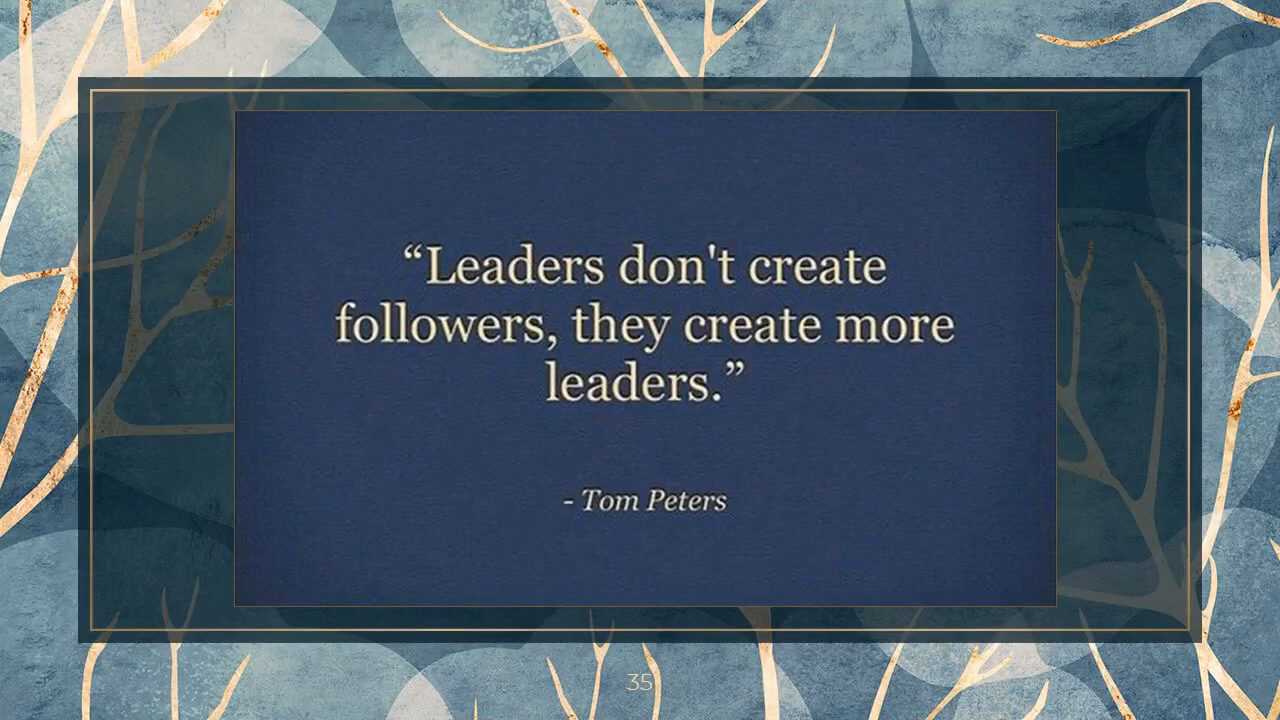 “Leaders don't create
followers, they create more
leaders.”
- Tom Peters
35